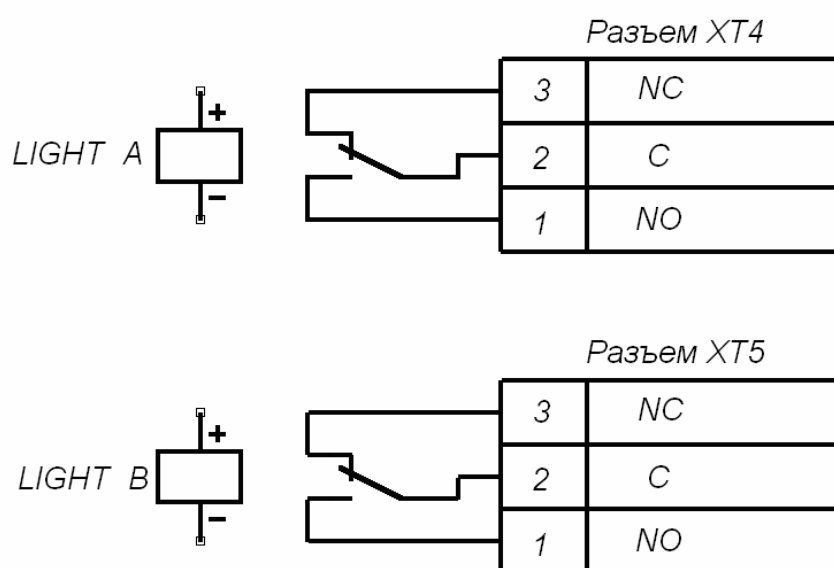 Разъем XT4
3 NC
LIGHT A + -
2 C
1 NO
Разъем XT5
3 NC
LIGHT B + -
2 C
1 NO